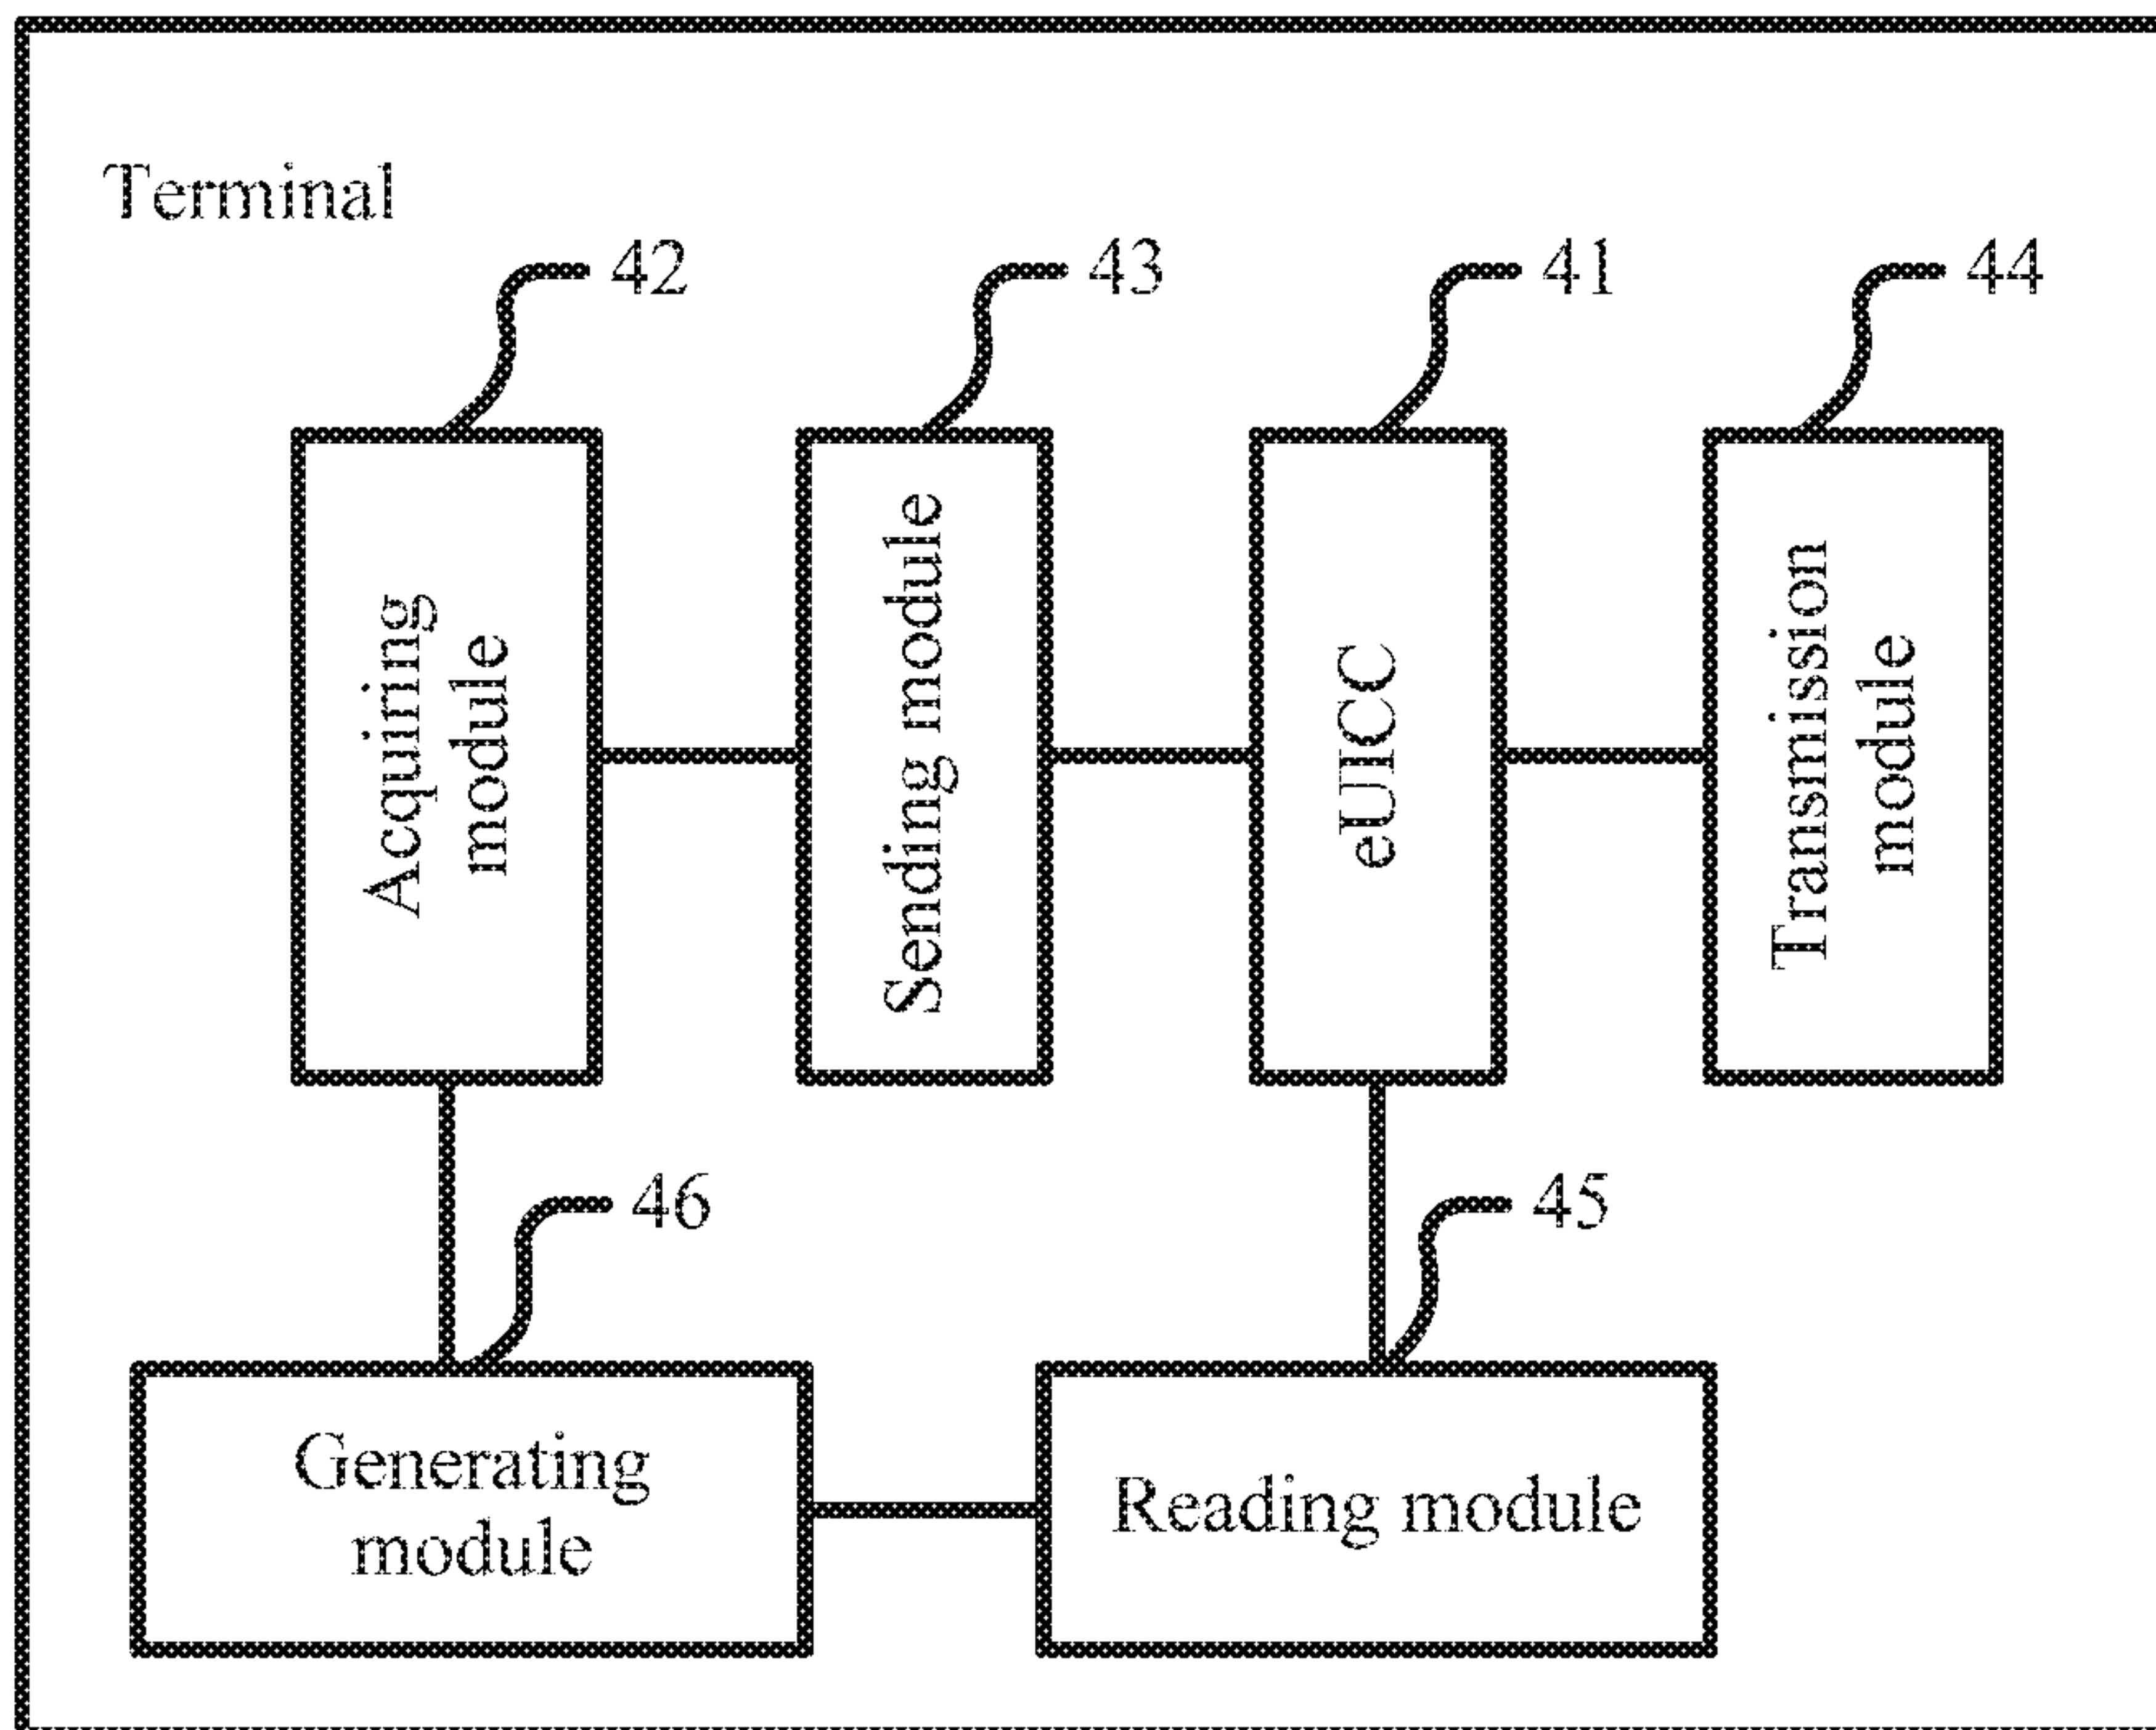 Terminal
42
43
41
44
Acquiring
module
Sending module
eUICC
Transmission
module
46
45
Generating
module
Reading module